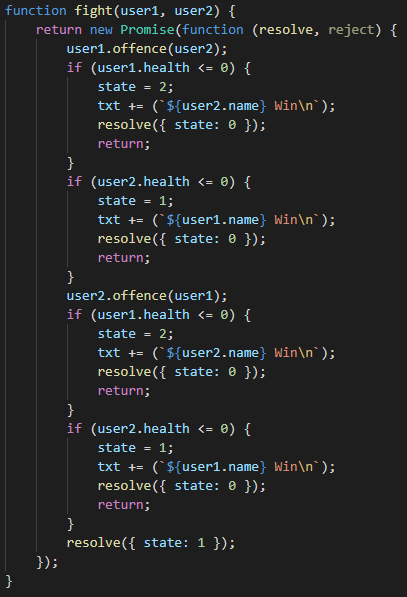 function fight(user1, user2) {
    return new Promise(function (resolve, reject) {
        user1.offence(user2);
        if (user1.health <= 0) {
            state = 2;
            txt += (`${user2.name} Win\n`);
            resolve({ state: 0 });
            return;
        }
        if (user2.health <= 0) {
            state = 1;
            txt += (`${user1.name} Win\n`);
            resolve({ state: 0 });
            return;
        }
        user2.offence(user1);
        if (user1.health <= 0) {
            state = 2;
            txt += (`${user2.name} Win\n`);
            resolve({ state: 0 });
            return;
        }
        if (user2.health <= 0) {
            state = 1;
            txt += (`${user1.name} Win\n`);
            resolve({ state: 0 });
            return;
        }
        resolve({ state: 1 });
    });
}